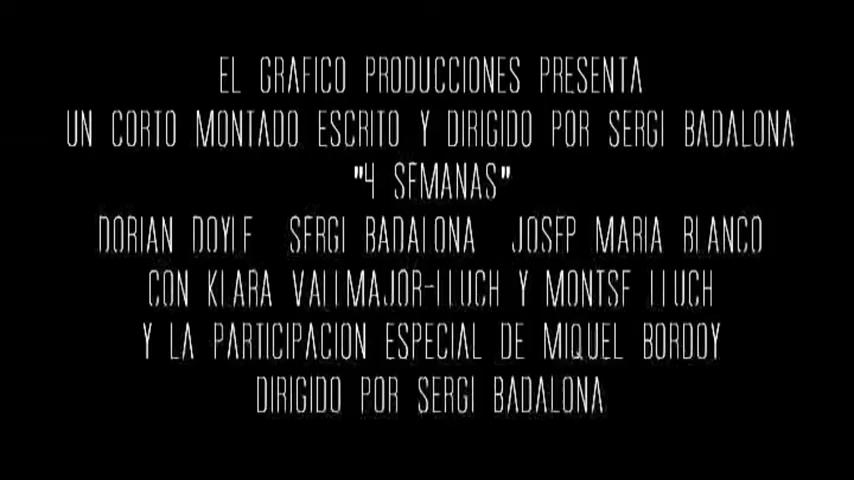 EL GRAFICO PRODUCCIONES PRESENTA
UN CORTO MONTADO ESCRITO Y DIRIGIDO POR SERGI BADALONA
"4 SEMANAS"
DORIAN DOYLE SERGI BADALONA JOSEP MARIA BLANCO
CON KLARA VALLMAJOR-LLUCH Y MONTSE LLUCH
Y LA PARTICIPACION ESPECIAL DE MIQUEL BORDOY
DIRIGIDO POR SERGI BADALONA